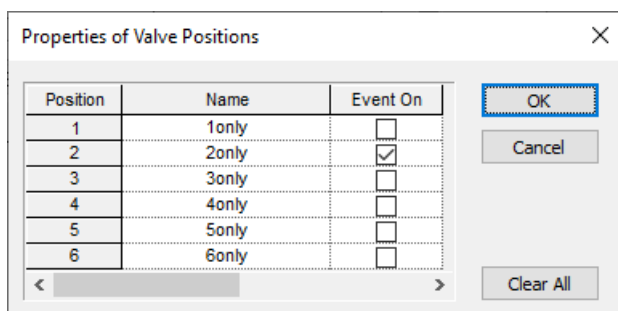 Properties of Valve Positions
Position Name Event On
1 1only
2 2only
3 3only
4 4only
5 5only
6 6only
OK
Cancel
Clear All